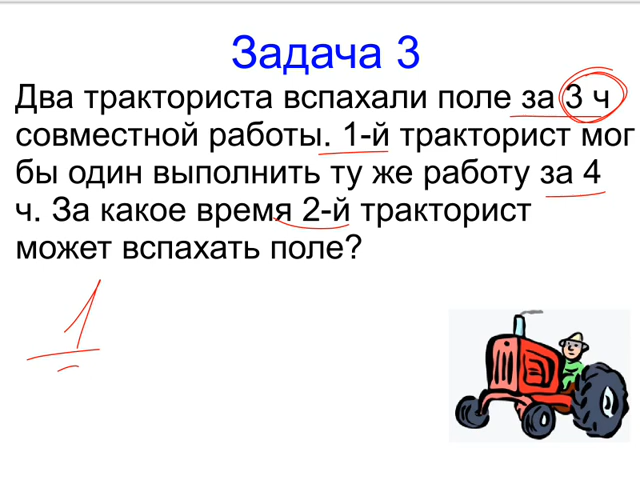 Задача 3
Два тракториста вспахали поле за 3 ч
совместной работы. 1-й тракторист мог
бы один выполнить ту же работу за 4
ч. За какое время 2-й тракторист
может вспахать поле?
1